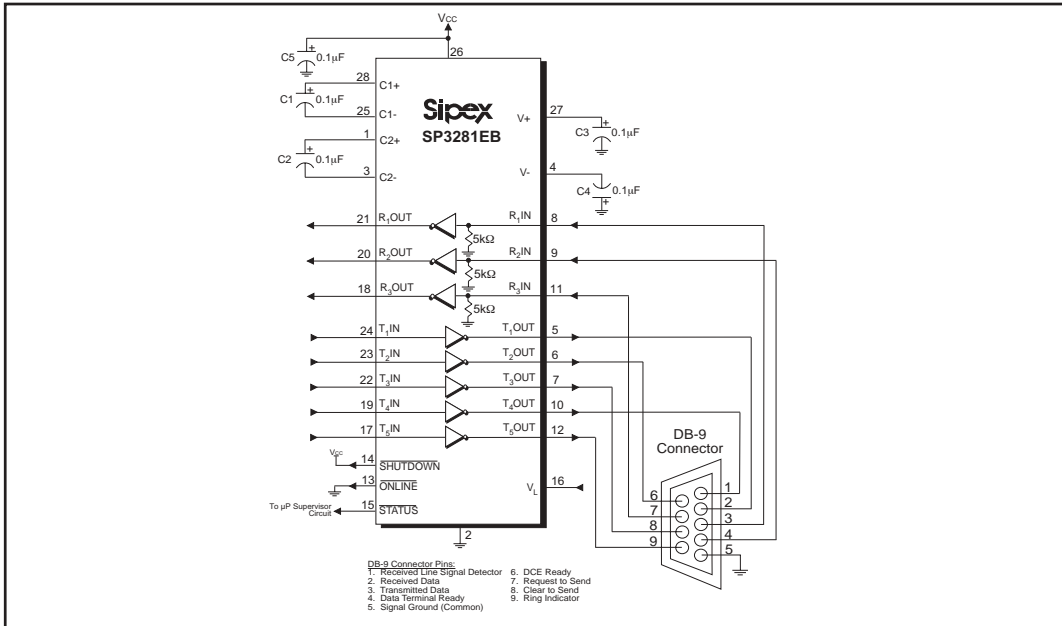 VCC
26
C5
+
0.1µF
28
C1+
C1
+
0.1µF
25
C1-
1
C2+
C2
+
0.1µF
3
C2-
Sipex
SP3281EB
V+
27
C3
+
0.1µF
V-
4
C4
0.1µF
+
21
R1OUT
R1IN
8
5kΩ
20
R2OUT
R2IN
9
5kΩ
18
R3OUT
R3IN
11
5kΩ
24
T1IN
T1OUT
5
23
T2IN
T2OUT
6
22
T3IN
T3OUT
7
19
T4IN
T4OUT
10
17
T5IN
T5OUT
12
VCC
14
SHUTDOWN
13
ONLINE
To µP Supervisor
Circuit
15
STATUS
VL
16
2
DB-9
Connector
6
7
8
9
1
2
3
4
5
DB-9 Connector Pins:
1. Received Line Signal Detector
2. Received Data
3. Transmitted Data
4. Data Terminal Ready
5. Signal Ground (Common)
6. DCE Ready
7. Request to Send
8. Clear to Send
9. Ring Indicator